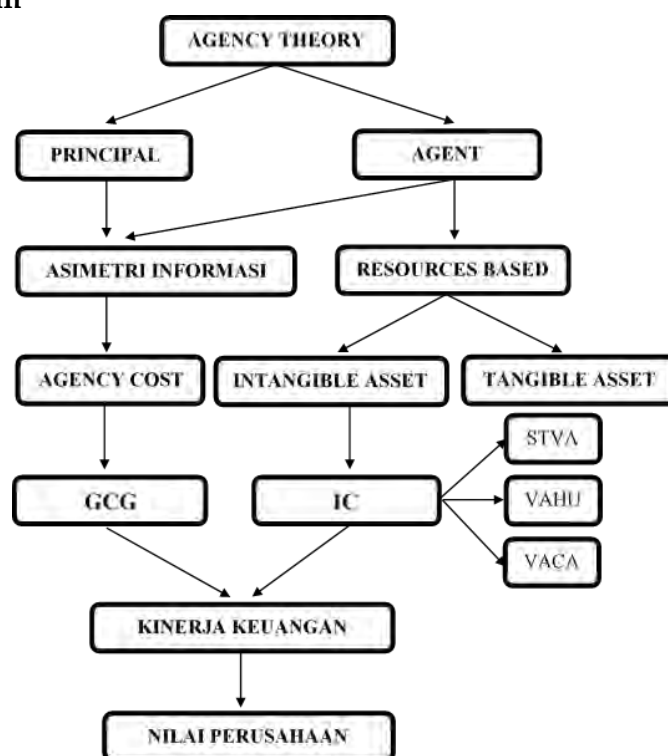 AGENCY THEORY
PRINCIPAL
AGENT
ASIMETRI INFORMASI
RESOURCES BASED
AGENCY COST
INTANGIBLE ASSET
TANGIBLE ASSET
STVA
GCG
IC
VAHU
VACA
KINERJA KEUANGAN
NILAI PERUSAHAAN